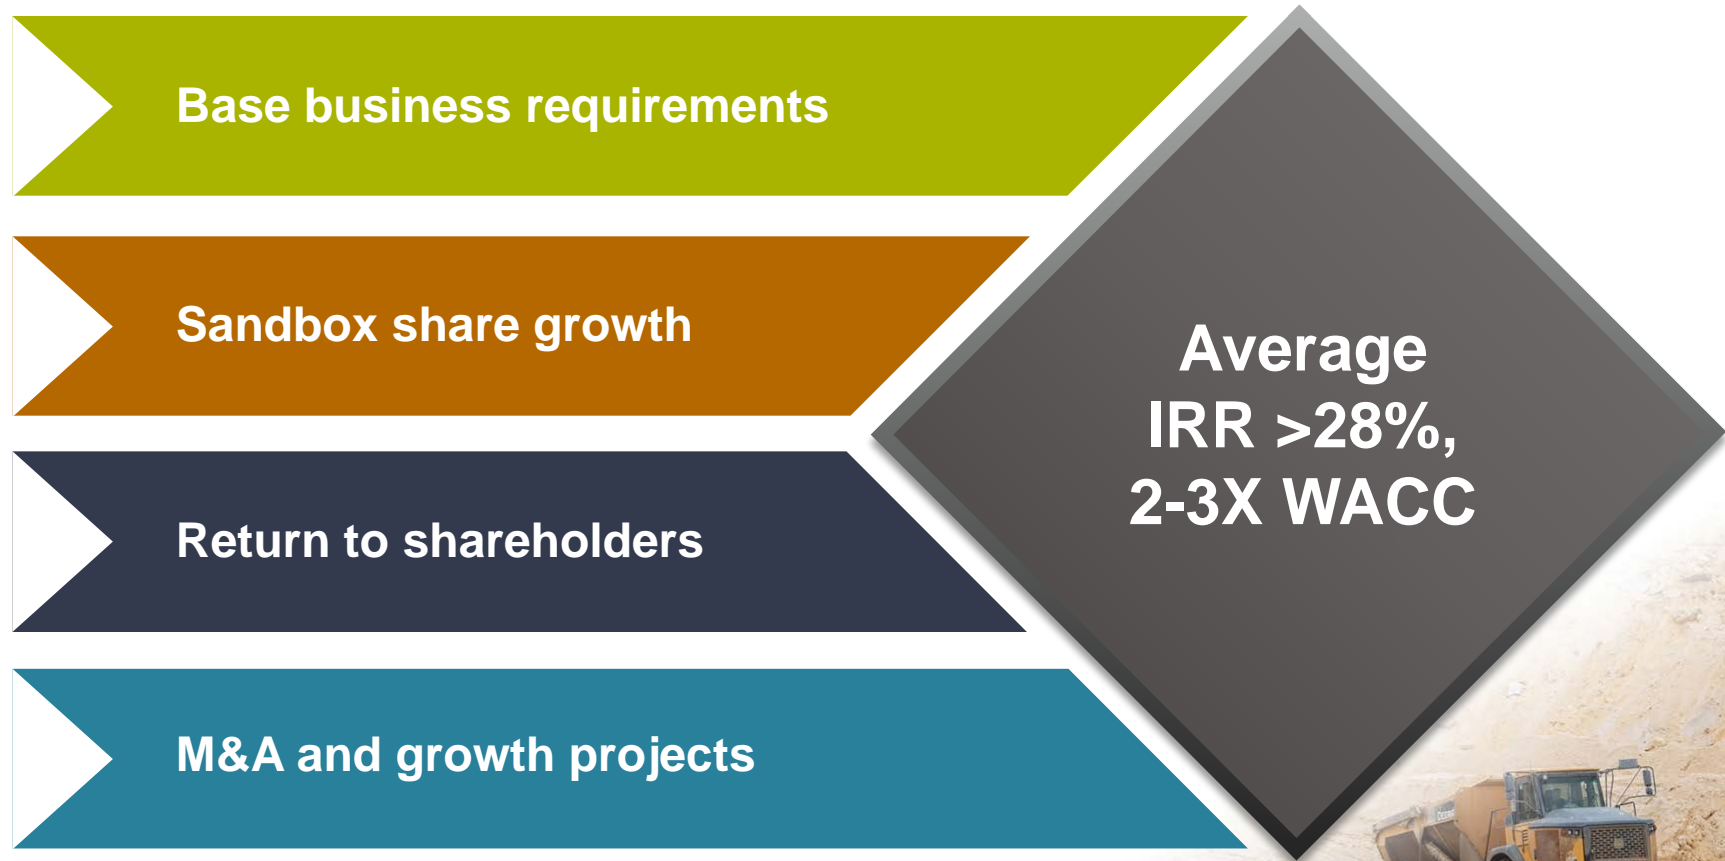 Base business requirements
Sandbox share growth
Return to shareholders
M&A and growth projects
Average
IRR >28%,
2-3X WACC